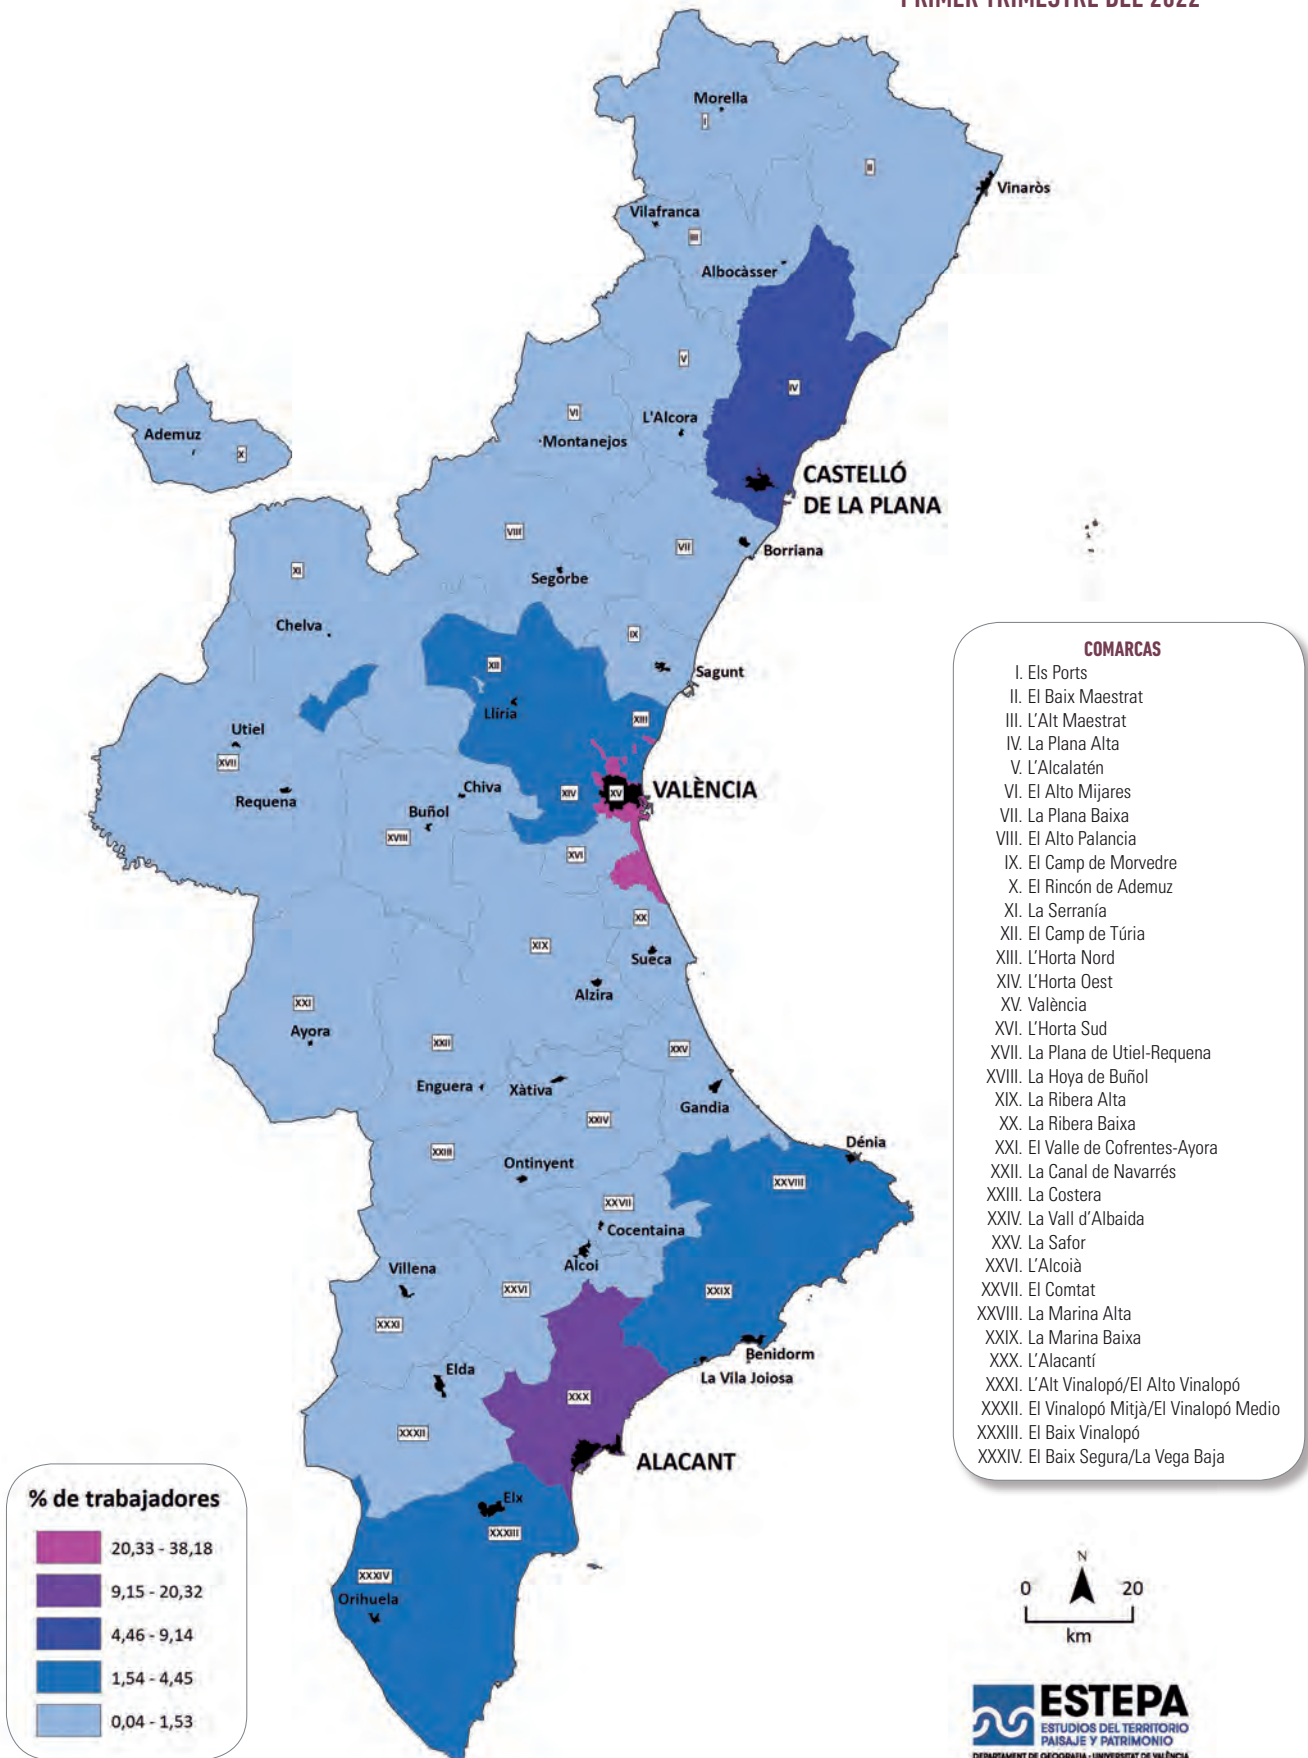 PRIMER TRIMESTRE DEL 2022
Morella
I
II
Vinaròs
Vilafranca
III
Albocàsser
V
IV
VI
L'Alcora
Montanejos
Ademuz
X
CASTELLÓ
DE LA PLANA
VIII
VII
Borriana
XI
Segorbe
Chelva
IX
XII
Sagunt
Llíria
XIII
Utiel
XVII
Requena
Chiva
XIV
XV
VALÈNCIA
Buñol
XVIII
XVI
XX
XIX
Sueca
Alzira
XXI
Ayora
XXII
XXV
Enguera
Xàtiva
Gandia
XXIV
XXIII
Dénia
Ontinyent
XXVIII
XXVII
Cocentaina
Alcoi
Villena
XXVI
XXIX
XXXI
Benidorm
Elda
La Vila Joiosa
XXX
XXXII
ALACANT
Elx
XXXIII
XXXIV
Orihuela
COMARCAS
I. Els Ports
II. El Baix Maestrat
III. L'Alt Maestrat
IV. La Plana Alta
V. L'Alcalatén
VI. El Alto Mijares
VII. La Plana Baixa
VIII. El Alto Palancia
IX. El Camp de Morvedre
X. El Rincón de Ademuz
XI. La Serranía
XII. El Camp de Túria
XIII. L'Horta Nord
XIV. L'Horta Oest
XV. València
XVI. L'Horta Sud
XVII. La Plana de Utiel-Requena
XVIII. La Hoya de Buñol
XIX. La Ribera Alta
XX. La Ribera Baixa
XXI. El Valle de Cofrentes-Ayora
XXII. La Canal de Navarrés
XXIII. La Costera
XXIV. La Vall d'Albaida
XXV. La Safor
XXVI. L'Alcoià
XXVII. El Comtat
XXVIII. La Marina Alta
XXIX. La Marina Baixa
XXX. L'Alacantí
XXXI. L'Alt Vinalopó/El Alto Vinalopó
XXXII. El Vinalopó Mitjà/El Vinalopó Medio
XXXIII. El Baix Vinalopó
XXXIV. El Baix Segura/La Vega Baja
% de trabajadores
20,33 - 38,18
9,15 - 20,32
4,46 - 9,14
1,54 - 4,45
0,04 - 1,53
N
0 20
km
ESTEPA
ESTUDIOS DEL TERRITORIO
PAISAJE Y PATRIMONIO
DEPARTAMENT DE GEOGRAFIA - UNIVERSITAT DE VALÈNCIA